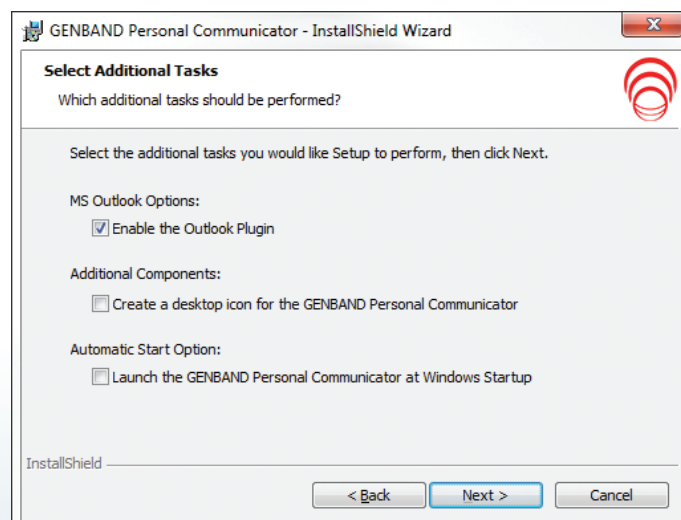 GENBAND Personal Communicator - InstallShield Wizard
Select Additional Tasks
Which additional tasks should be performed?
Select the additional tasks you would like Setup to perform, then click Next.
MS Outlook Options:
Enable the Outlook Plugin
Additional Components:
Create a desktop icon for the GENBAND Personal Communicator
Automatic Start Option:
Launch the GENBAND Personal Communicator at Windows Startup
InstallShield
< Back Next > Cancel